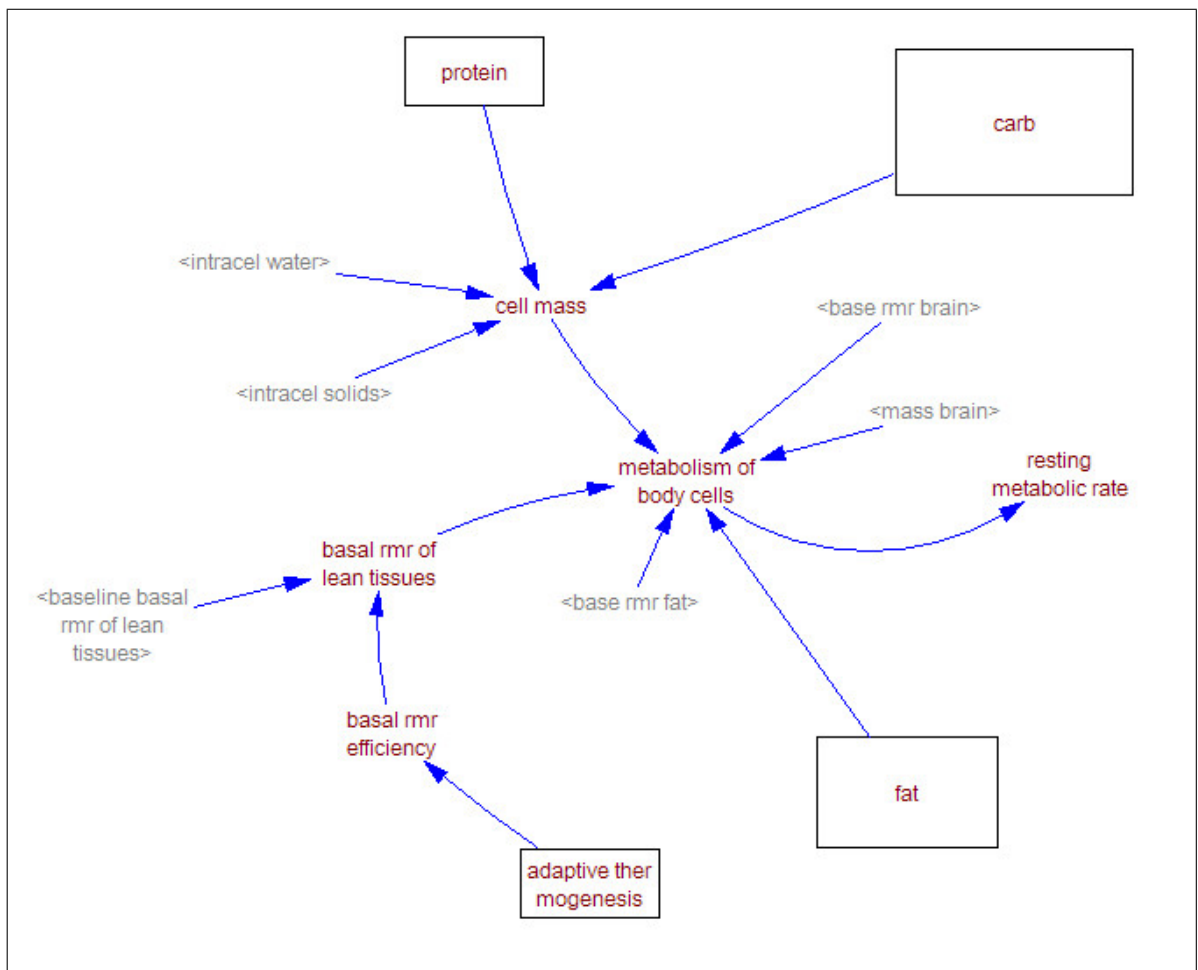 protein
carb
<intracel water>
cell mass
<base rmr brain>
<intracel solids>
<mass brain>
metabolism of
body cells
resting
metabolic rate
basal rmr of
lean tissues
<baseline basal
rmr of lean
tissues>
<base rmr fat>
basal rmr
efficiency
fat
adaptive ther
mogenesis